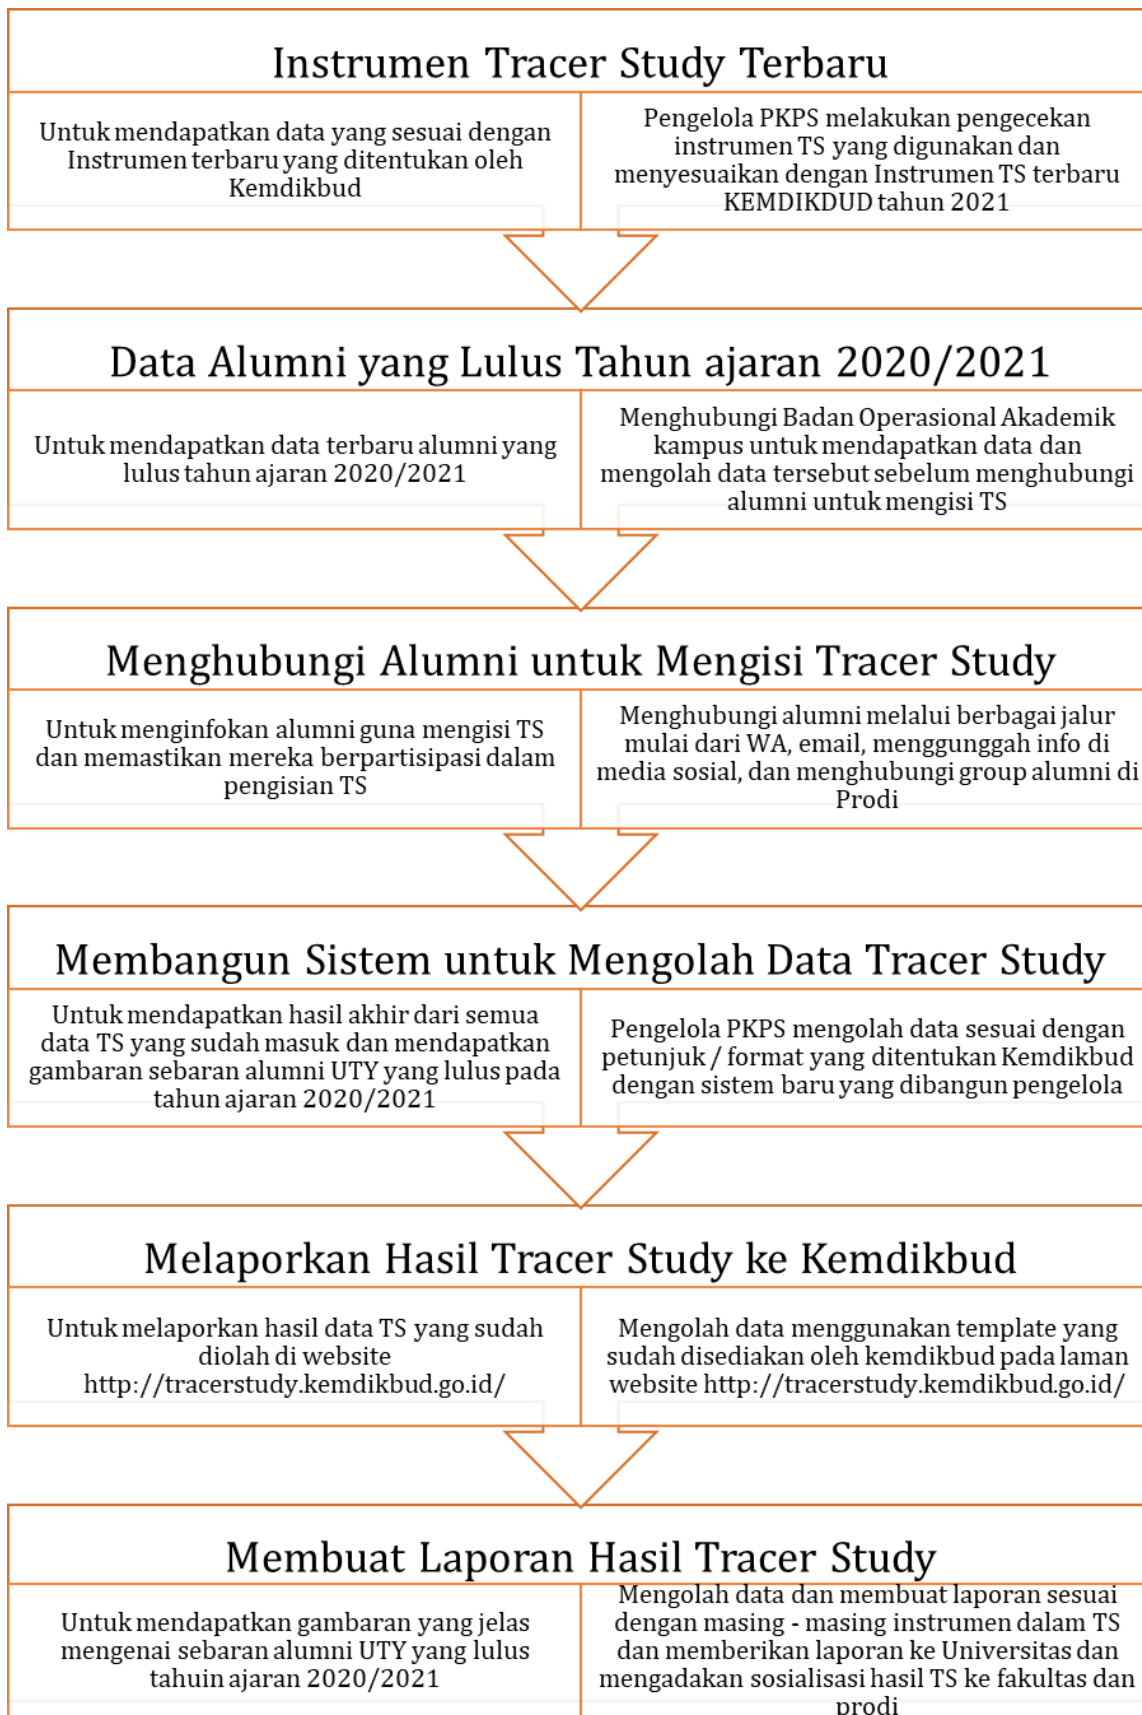 Instrumen Tracer Study Terbaru
Untuk mendapatkan data yang sesuai dengan
Instrumen terbaru yang ditentukan oleh
Kemdikbud
Pengelola PKPS melakukan pengecekan
instrumen TS yang digunakan dan
menyesuaikan dengan Instrumen TS terbaru
KEMDIKDUD tahun 2021
Data Alumni yang Lulus Tahun ajaran 2020/2021
Untuk mendapatkan data terbaru alumni yang
lulus tahun ajaran 2020/2021
Menghubungi Badan Operasional Akademik
kampus untuk mendapatkan data dan
mengolah data tersebut sebelum menghubungi
alumni untuk mengisi TS
Menghubungi Alumni untuk Mengisi Tracer Study
Untuk menginfokan alumni guna mengisi TS
dan memastikan mereka berpartisipasi dalam
pengisian TS
Menghubungi alumni melalui berbagai jalur
mulai dari WA, email, menggunggah info di
media sosial, dan menghubungi group alumni di
Prodi
Membangun Sistem untuk Mengolah Data Tracer Study
Untuk mendapatkan hasil akhir dari semua
data TS yang sudah masuk dan mendapatkan
gambaran sebaran alumni UTY yang lulus pada
tahun ajaran 2020/2021
Pengelola PKPS mengolah data sesuai dengan
petunjuk / format yang ditentukan Kemdikbud
dengan sistem baru yang dibangun pengelola
Melaporkan Hasil Tracer Study ke Kemdikbud
Untuk melaporkan hasil data TS yang sudah
diolah di website
http://tracerstudy.kemdikbud.go.id/
Mengolah data menggunakan template yang
sudah disediakan oleh kemdikbud pada laman
website http://tracerstudy.kemdikbud.go.id/
Membuat Laporan Hasil Tracer Study
Untuk mendapatkan gambaran yang jelas
mengenai sebaran alumni UTY yang lulus
tahuin ajaran 2020/2021
Mengolah data dan membuat laporan sesuai
dengan masing - masing instrumen dalam TS
dan memberikan laporan ke Universitas dan
mengadakan sosialisasi hasil TS ke fakultas dan
prodi